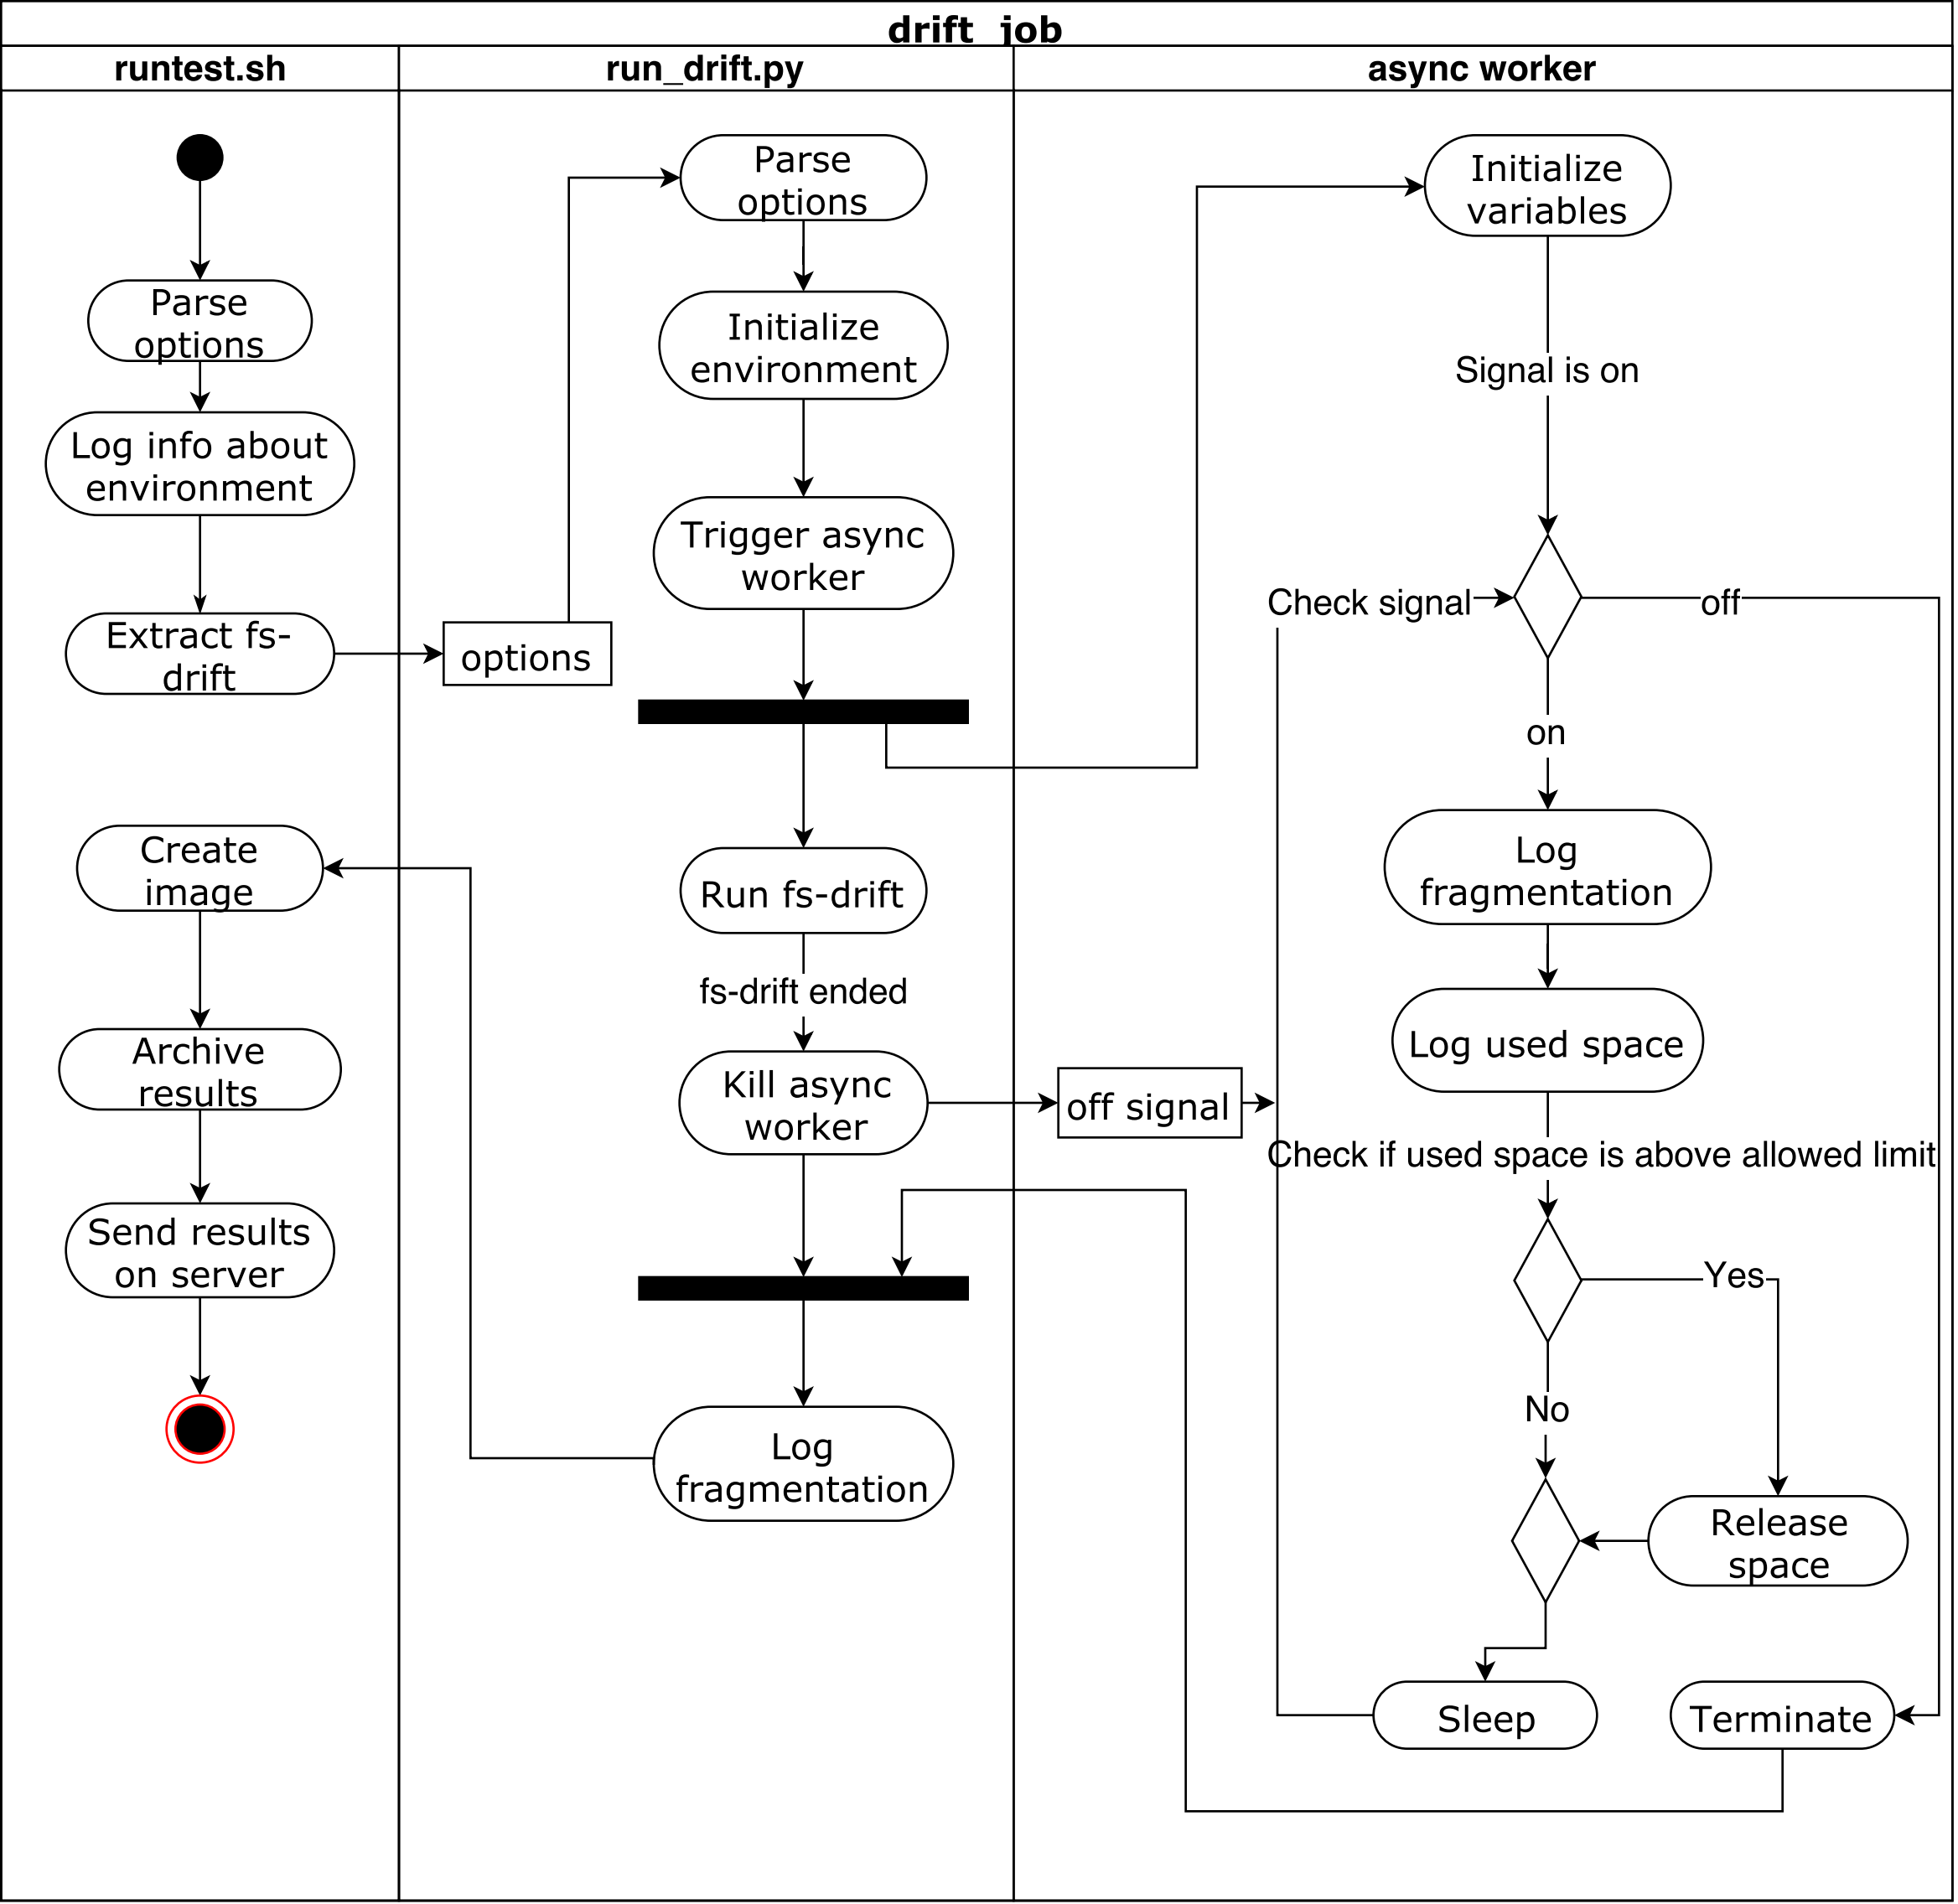 drift job
runtest.sh
run_drift.py
async worker
Parse
options
Log info about
environment
Extract fs-
drift
options
Create
image
Archive
results
Send results
on server
Parse
options
Initialize
environment
Trigger async
worker
Run fs-drift
fs-drift ended
Kill async
worker
off signal
Log
fragmentation
Initialize
variables
Signal is on
Check signal
off
on
Log
fragmentation
Log used space
Check if used space is above allowed limit
Yes
No
Release
space
Sleep
Terminate